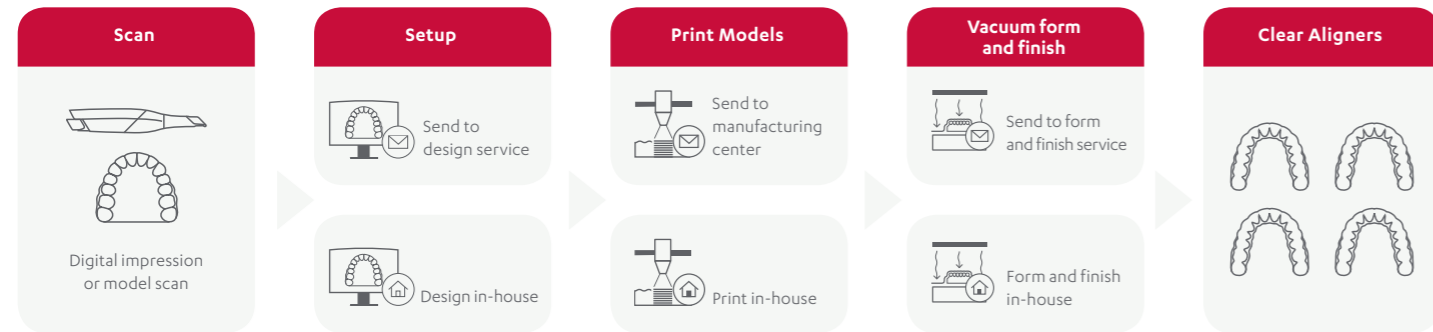 Scan
Digital impression
or model scan
Setup
Send to
design service
Design in-house
Print Models
Send to
manufacturing
center
Print in-house
Vacuum form
and finish
Send to form
and finish service
Form and finish
in-house
Clear Aligners